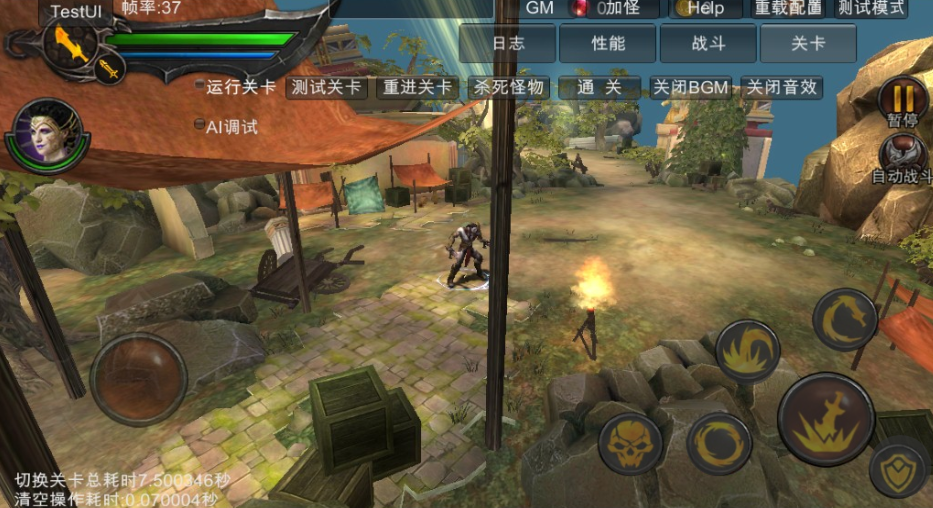 TestUI 帧率:37 GM 0加怪 Help 重载配置 测试模式
日志 性能 战斗 关卡
运行关卡 测试关卡 重进关卡 杀死怪物 通 关 关闭BGM 关闭音效
暂停
AI调试
自动战斗
切换关卡总耗时7.500346秒
清空操作耗时:0.070004秒